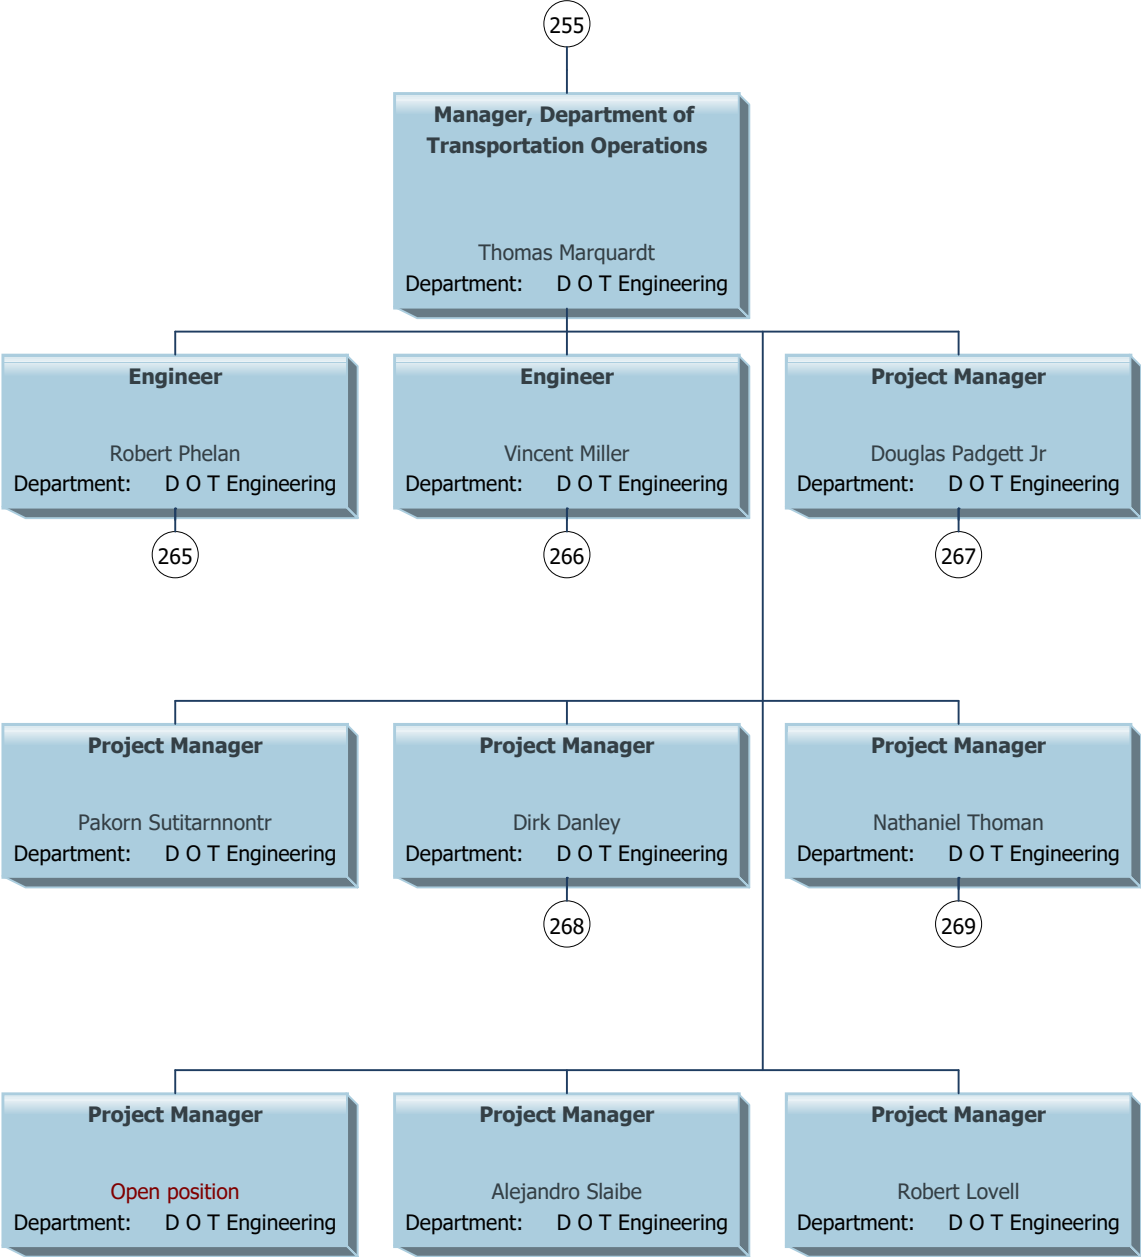 255
Manager, Department of
Transportation Operations
Thomas Marquardt
Department: D O T Engineering
Engineer
Robert Phelan
Department: D O T Engineering
265
Engineer
Vincent Miller
Department: D O T Engineering
266
Project Manager
Douglas Padgett Jr
Department: D O T Engineering
267
Project Manager
Pakorn Sutitarnnontr
Department: D O T Engineering
Project Manager
Dirk Danley
Department: D O T Engineering
268
Project Manager
Nathaniel Thoman
Department: D O T Engineering
269
Project Manager
Open position
Department: D O T Engineering
Project Manager
Alejandro Slaibe
Department: D O T Engineering
Project Manager
Robert Lovell
Department: D O T Engineering